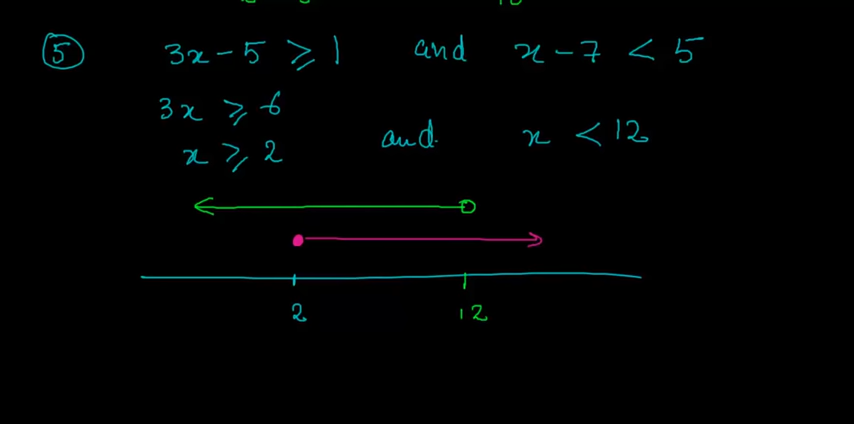 ⑤ 3x - 5 ⩾ 1 and x - 7 < 5
3x ⩾ 6
and x < 12
x ⩾ 2
2 12